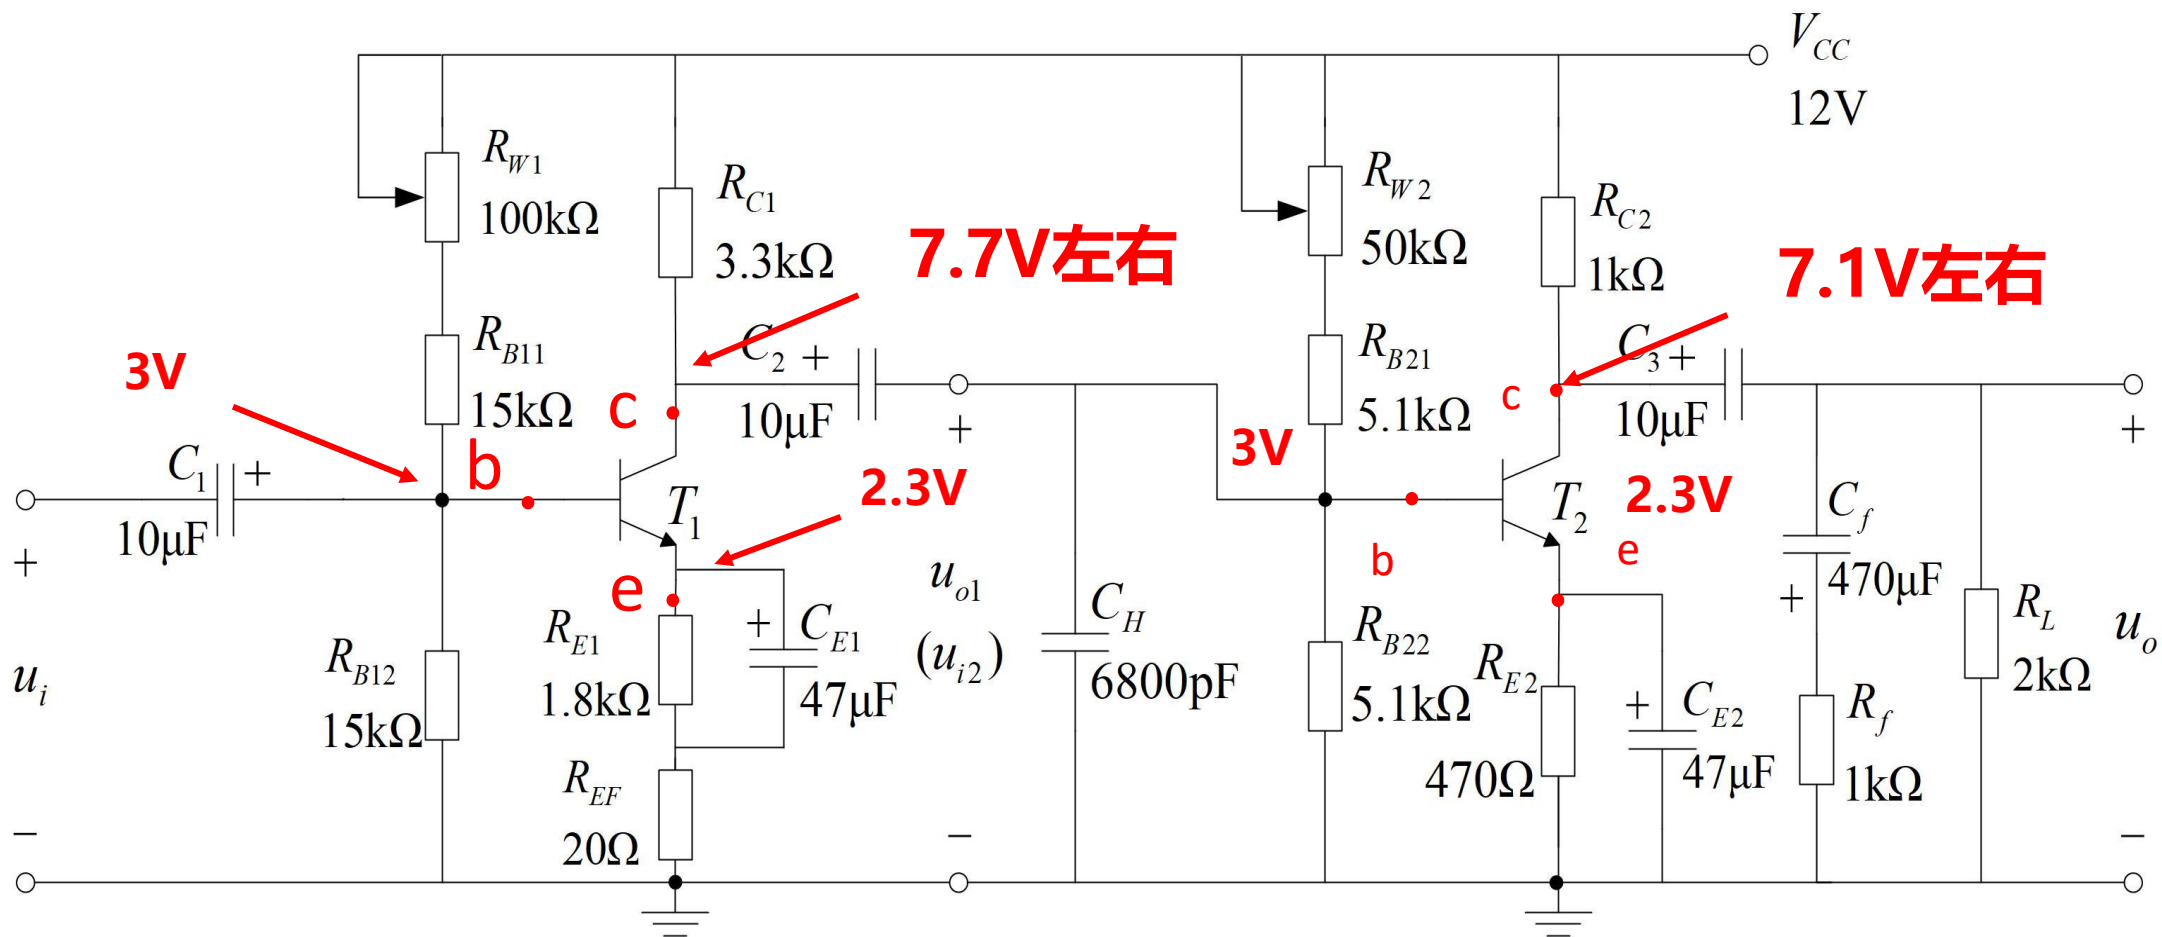 V_CC
12V
R_W1
100kΩ
R_C1
3.3kΩ
7.7V左右
R_W2
50kΩ
R_C2
1kΩ
7.1V左右
3V
R_B11
15kΩ
c
C_2 +
10μF
+
R_B21
5.1kΩ
c
C_3 +
10μF
+
C_1 +
10μF
b
T_1
2.3V
3V
T_2
2.3V
b
e
C_f
470μF
+
+
e
u_o1
(u_i2)
C_H
6800pF
R_E1
1.8kΩ
+ C_E1
47μF
R_B12
15kΩ
u_i
R_B22
5.1kΩ
R_E2
470Ω
+ C_E2
47μF
R_f
1kΩ
R_L
2kΩ
u_o
R_EF
20Ω
−
−
−